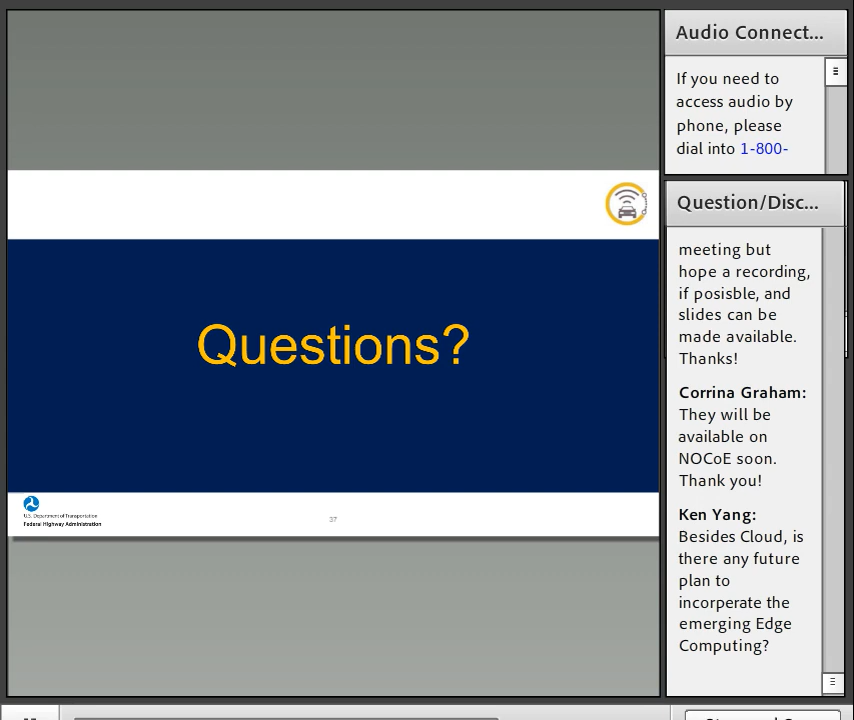 Questions?
U.S. Department of Transportation
Federal Highway Administration
37
Audio Connect...
If you need to
access audio by
phone, please
dial into 1-800-
Question/Disc...
meeting but
hope a recording,
if posisble, and
slides can be
made available.
Thanks!
Corrina Graham:
They will be
available on
NOCoE soon.
Thank you!
Ken Yang:
Besides Cloud, is
there any future
plan to
incorperate the
emerging Edge
Computing?